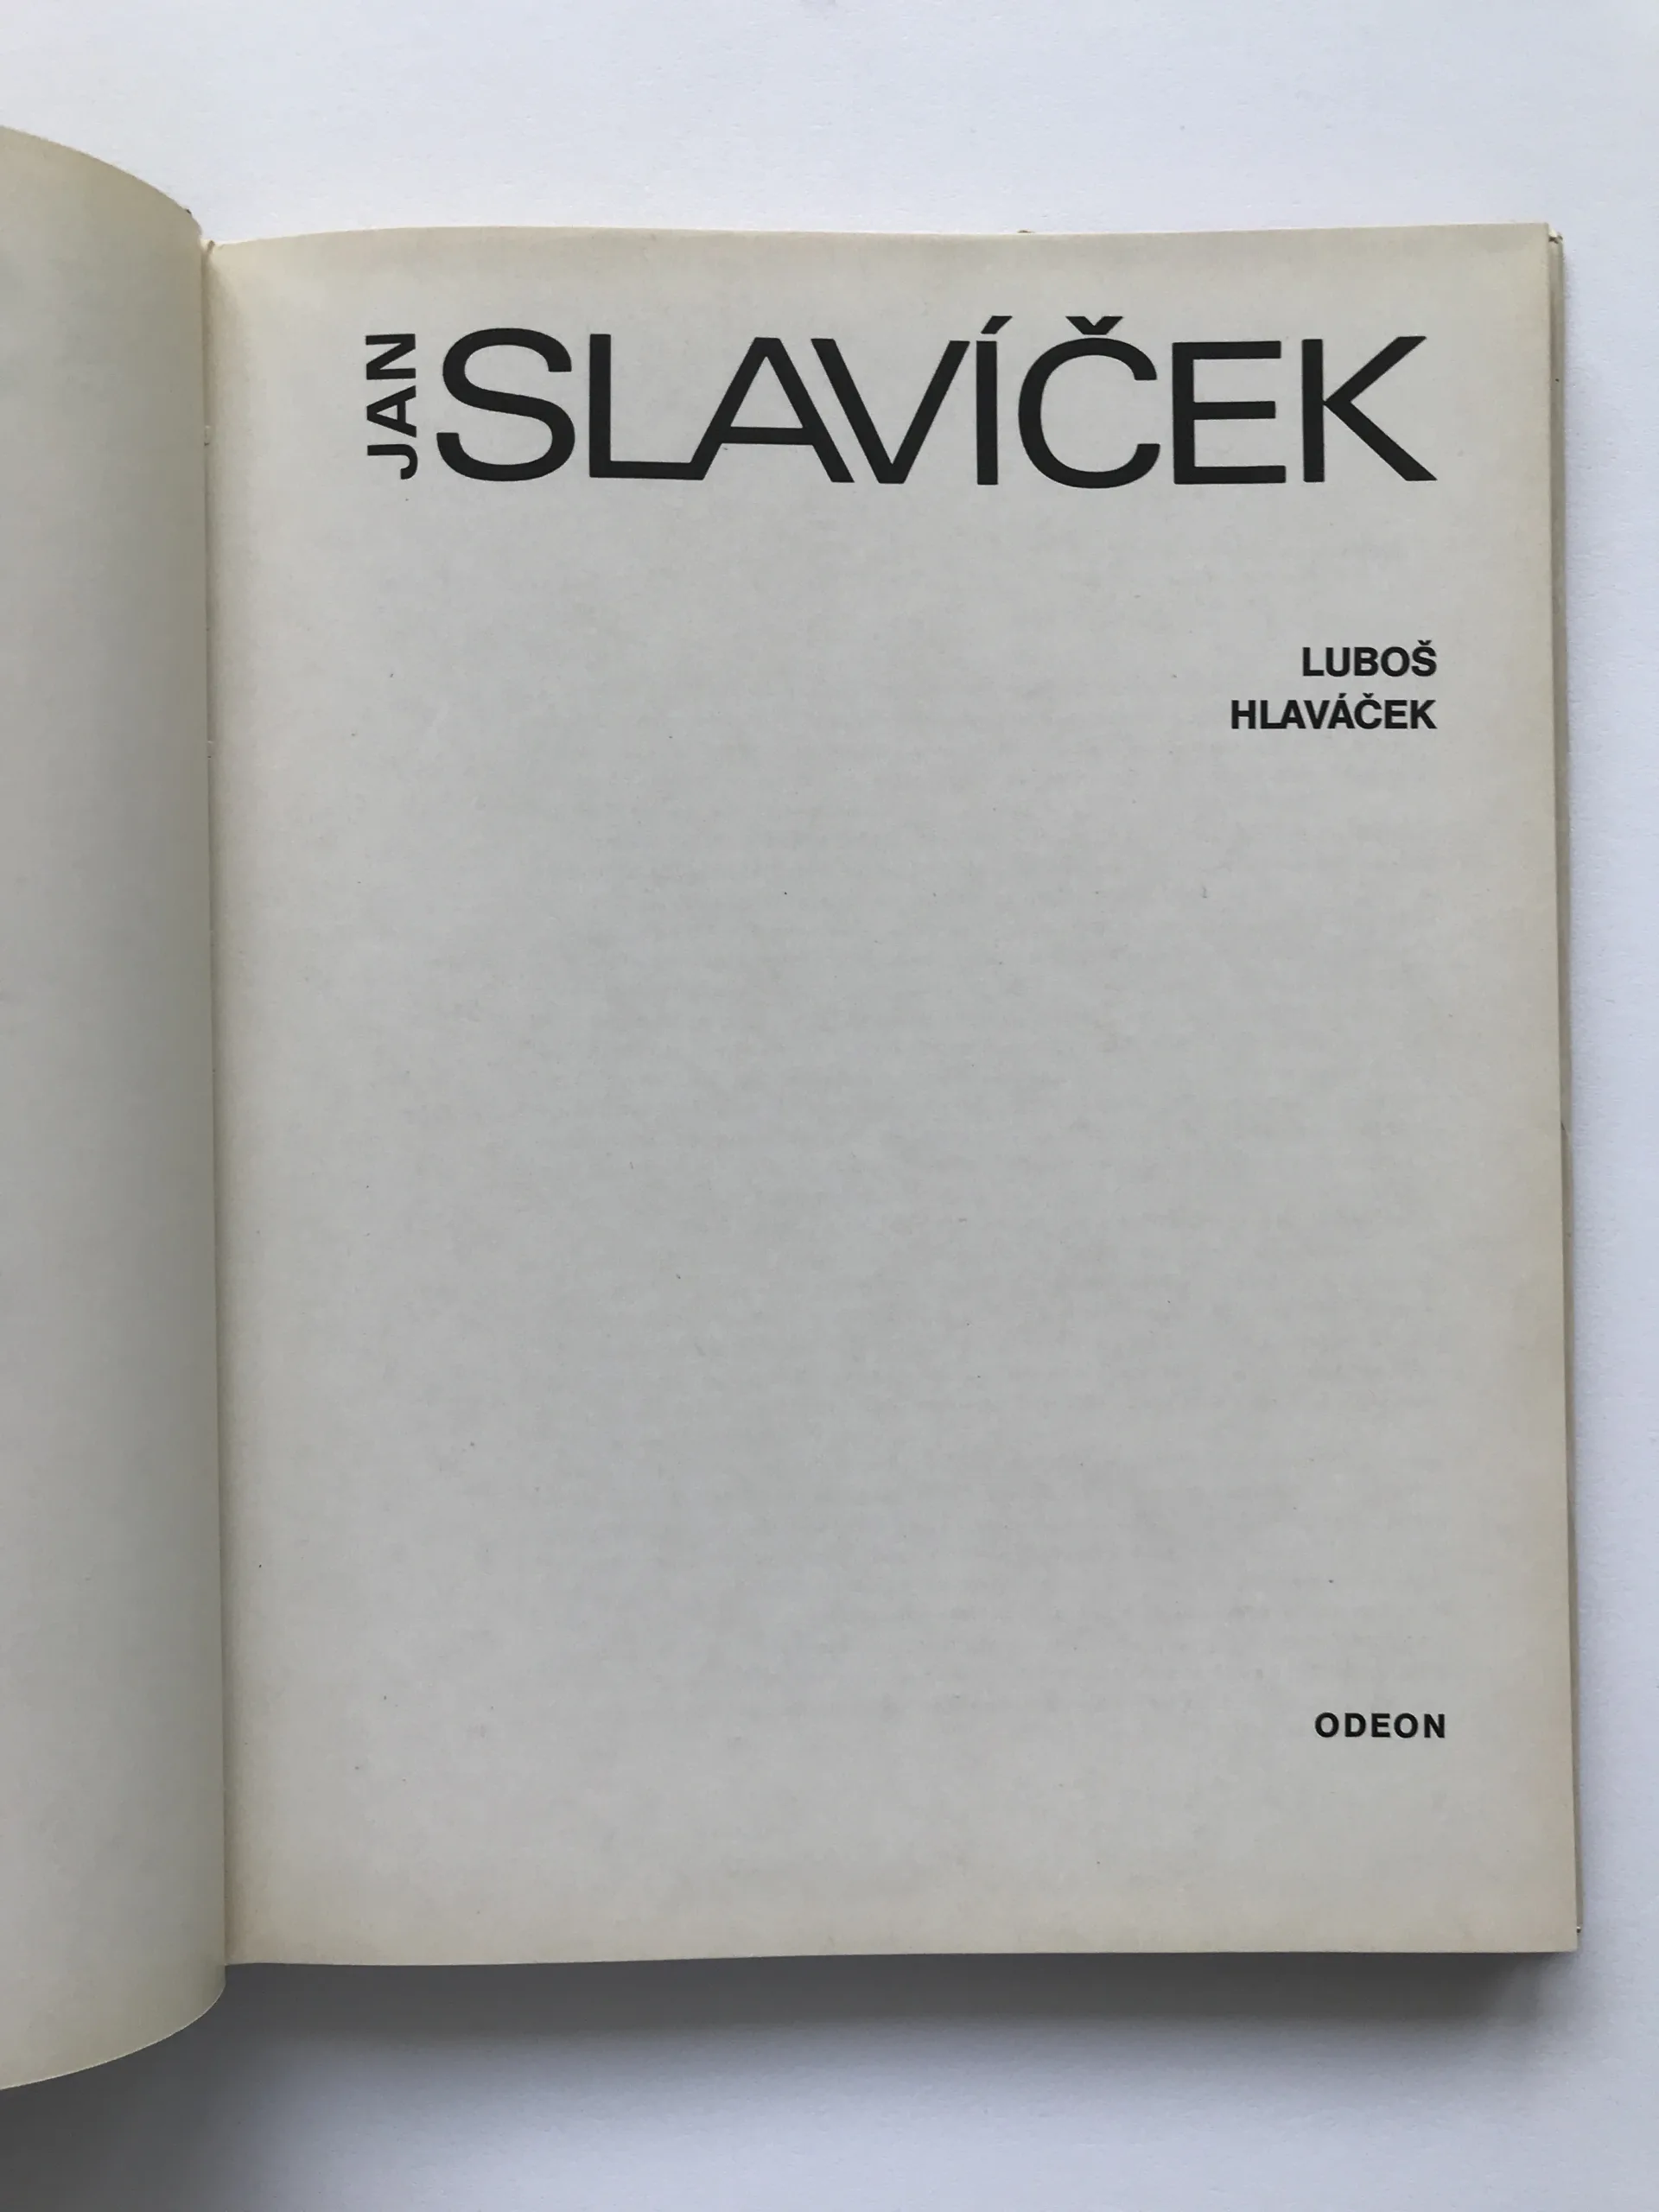 JAN SLAVÍČEK
LUBOŠ
HLAVÁČEK
ODEON